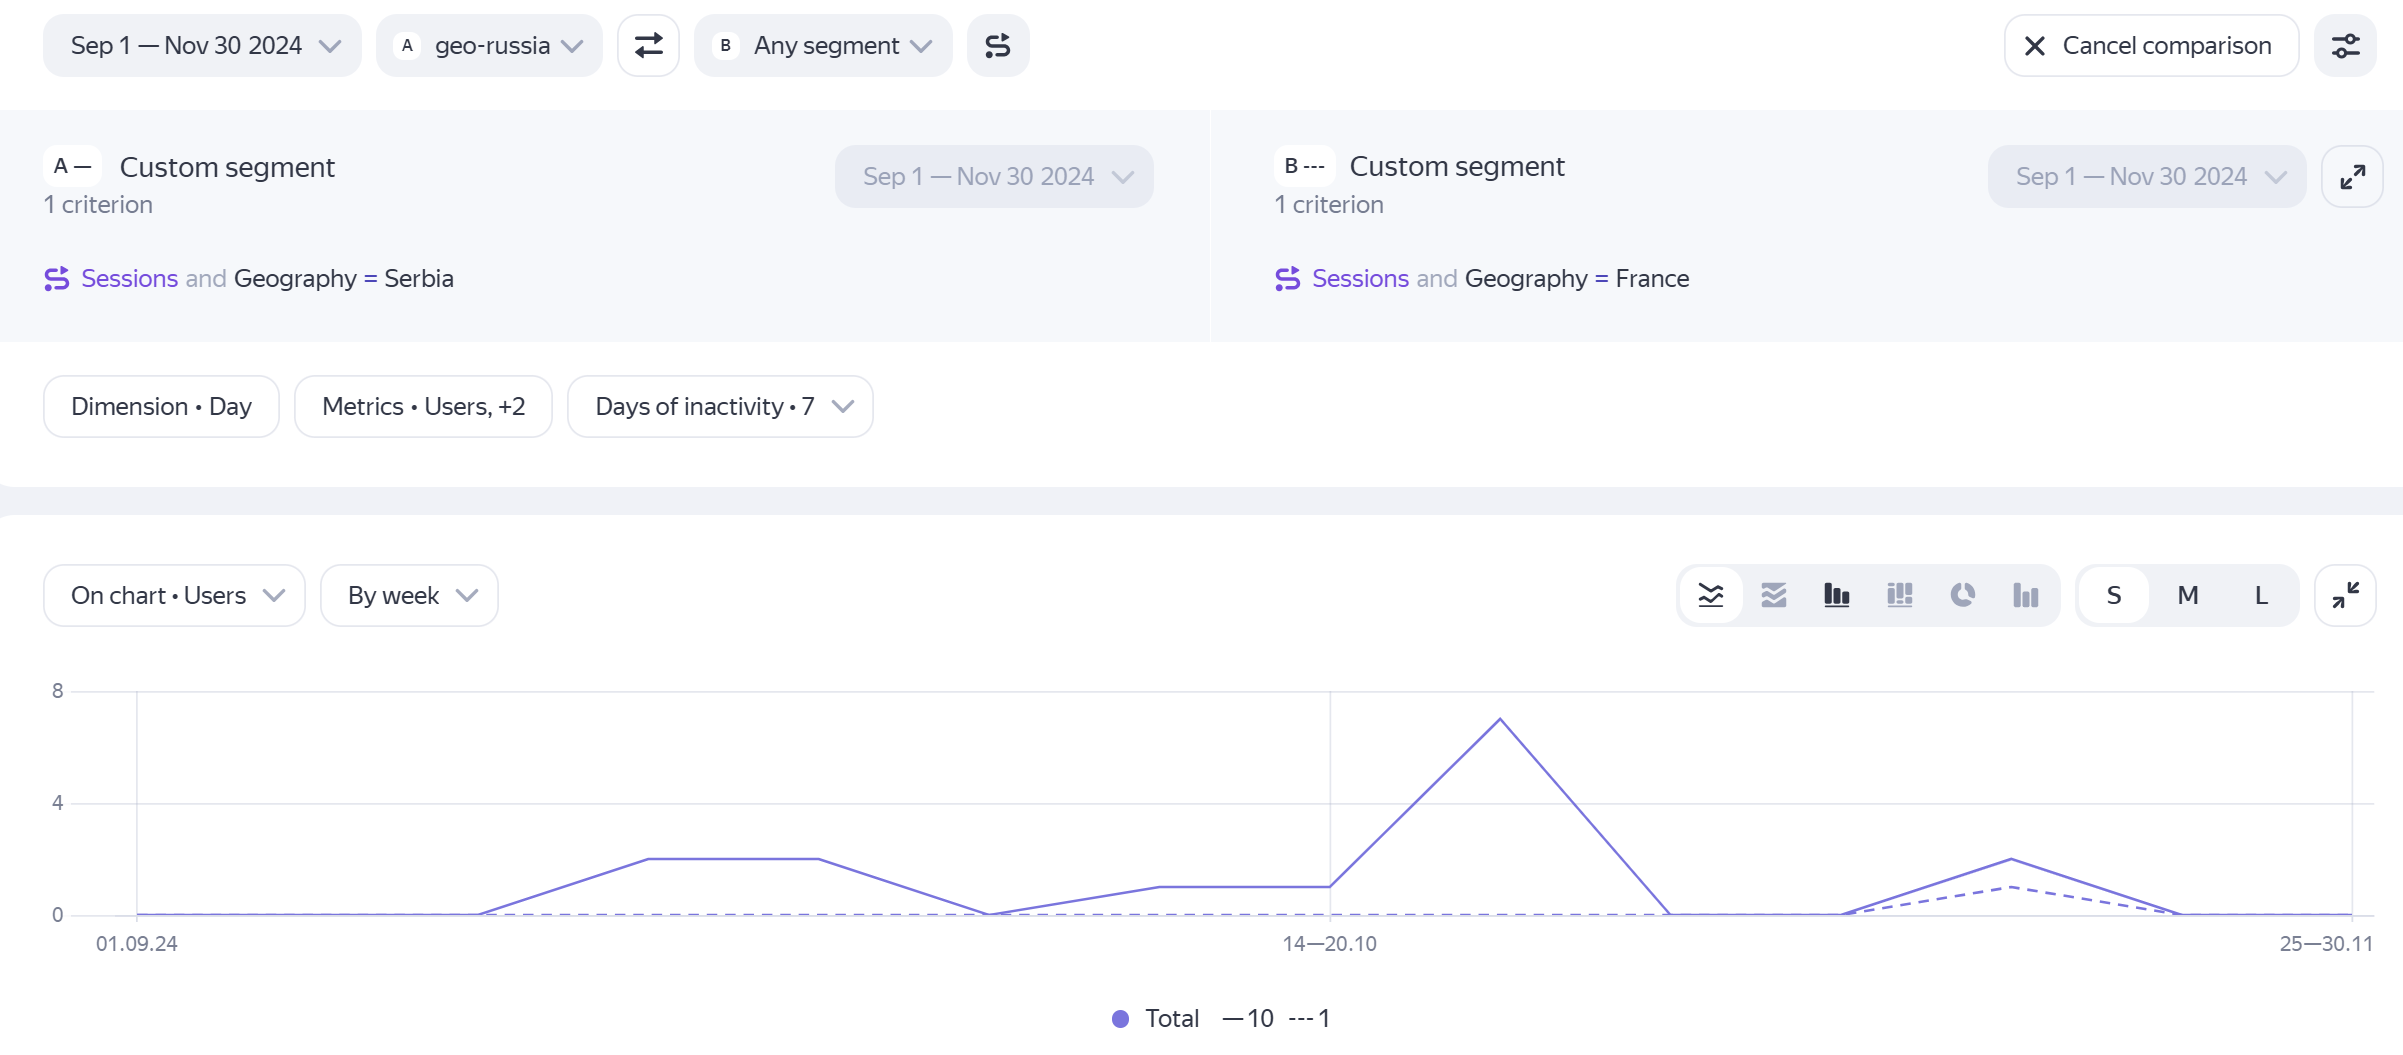 Sep 1 — Nov 30 2024 A geo-russia B Any segment Cancel comparison
A — Custom segment Sep 1 — Nov 30 2024
1 criterion
Sessions and Geography = Serbia
B --- Custom segment Sep 1 — Nov 30 2024
1 criterion
Sessions and Geography = France
Dimension • Day Metrics • Users, +2 Days of inactivity • 7
On chart • Users By week S M L
8
4
0
01.09.24 14—20.10 25—30.11
Total —10 ---1